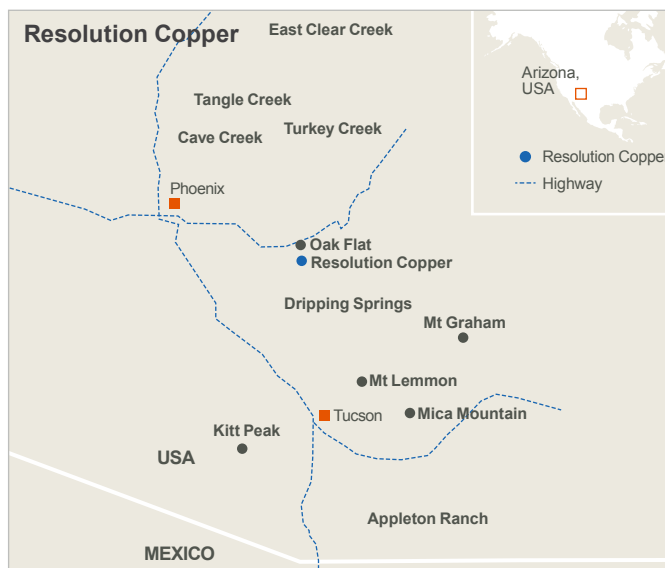 Resolution Copper
East Clear Creek
Arizona,
USA
Tangle Creek
Turkey Creek
Cave Creek
Resolution Copper
Highway
Phoenix
Oak Flat
Resolution Copper
Dripping Springs
Mt Graham
Mt Lemmon
Tucson
Mica Mountain
Kitt Peak
USA
Appleton Ranch
MEXICO